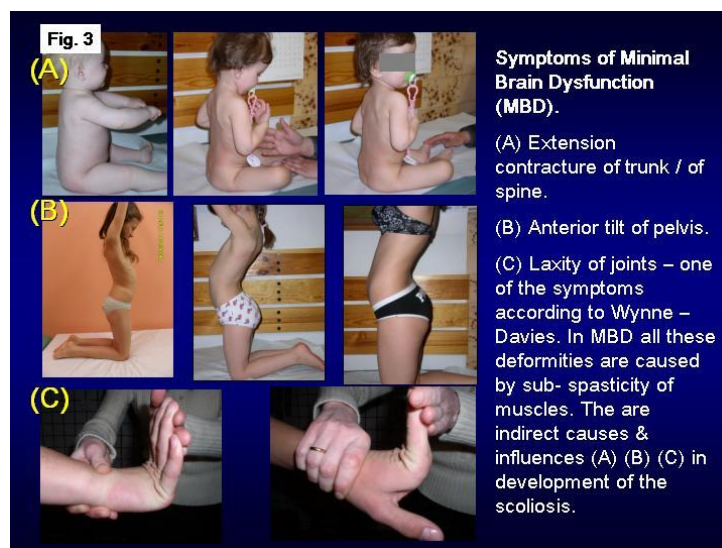 Fig. 3
(A)
(B)
(C)
Symptoms of Minimal
Brain Dysfunction
(MBD).
(A) Extension
contracture of trunk / of
spine.
(B) Anterior tilt of pelvis.
(C) Laxity of joints – one
of the symptoms
according to Wynne –
Davies. In MBD all these
deformities are caused
by sub- spasticity of
muscles. The are
indirect causes &
influences (A) (B) (C) in
development of the
scoliosis.